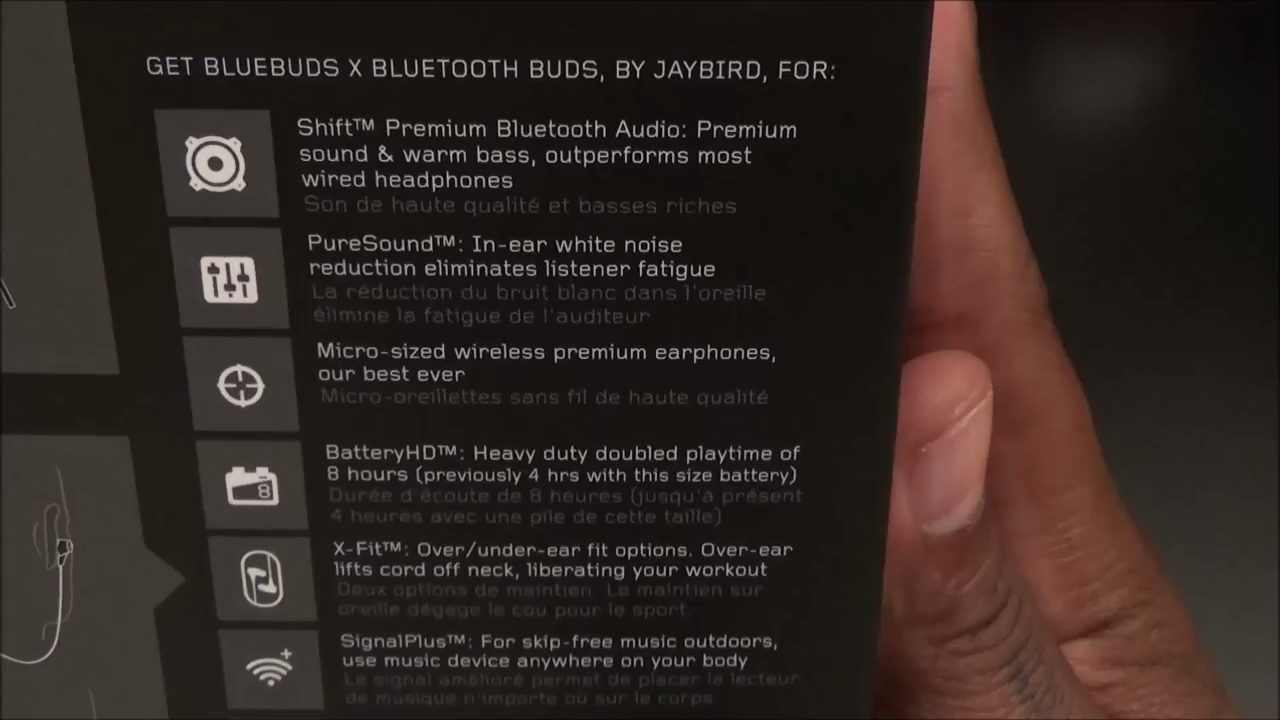 GET BLUEBUDS X BLUETOOTH BUDS, BY JAYBIRD, FOR:
Shift™ Premium Bluetooth Audio: Premium
sound & warm bass, outperforms most
wired headphones
Son de haute qualité et basses riches
PureSound™: In-ear white noise
reduction eliminates listener fatigue
La réduction du bruit blanc dans l'oreille
élimine la fatigue de l'auditeur
Micro-sized wireless premium earphones,
our best ever
Micro-oreillettes sans fil de haute qualité
BatteryHD™: Heavy duty doubled playtime of
8 hours (previously 4 hrs with this size battery)
Durée d'écoute de 8 heures (jusqu'à présent
4 heures avec une pile de cette taille)
8
X-Fit™: Over/under-ear fit options. Over-ear
lifts cord off neck, liberating your workout
Deux options de maintien. Le maintien sur
oreille dégage le cou pour le sport.
SignalPlus™: For skip-free music outdoors,
use music device anywhere on your body
Le signal amélioré permet de placer le lecteur
de musique n'importe où sur le corps